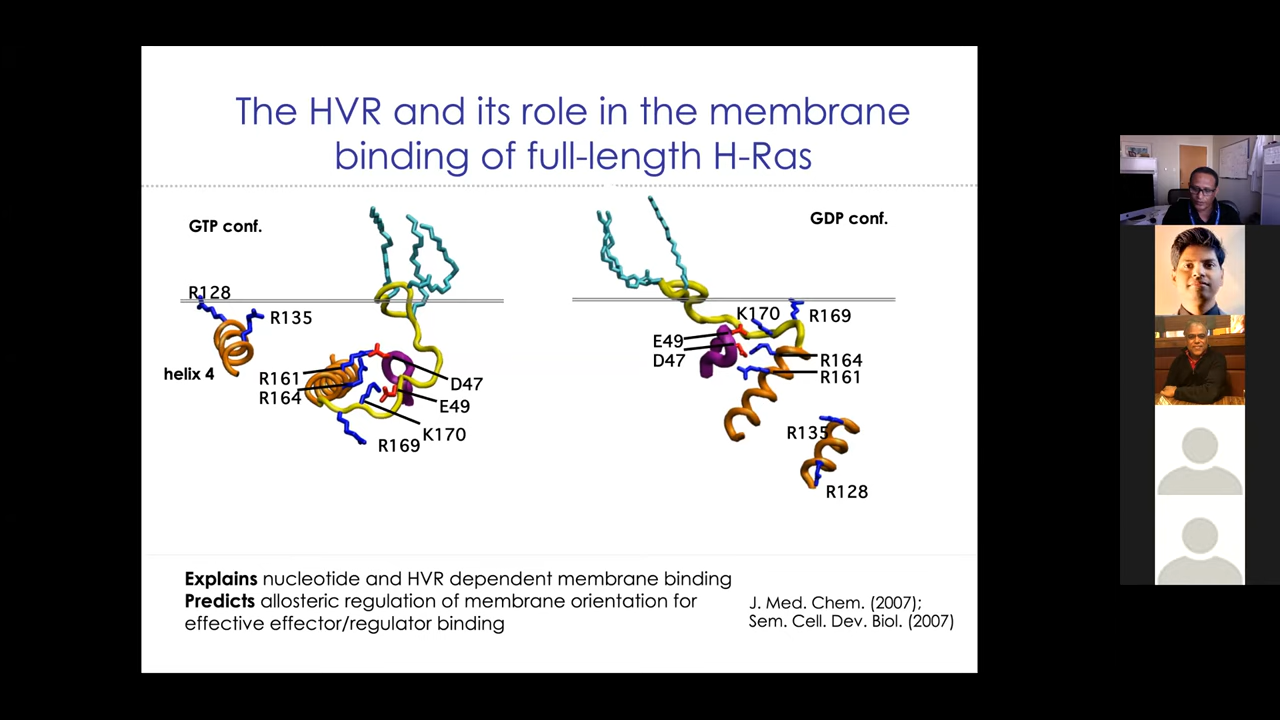 The HVR and its role in the membrane
binding of full-length H-Ras
GTP conf.
R128
R135
helix 4
R161
R164
D47
E49
K170
R169
GDP conf.
K170
R169
E49
D47
R164
R161
R135
R128
Explains nucleotide and HVR dependent membrane binding
Predicts allosteric regulation of membrane orientation for
effective effector/regulator binding
J. Med. Chem. (2007);
Sem. Cell. Dev. Biol. (2007)